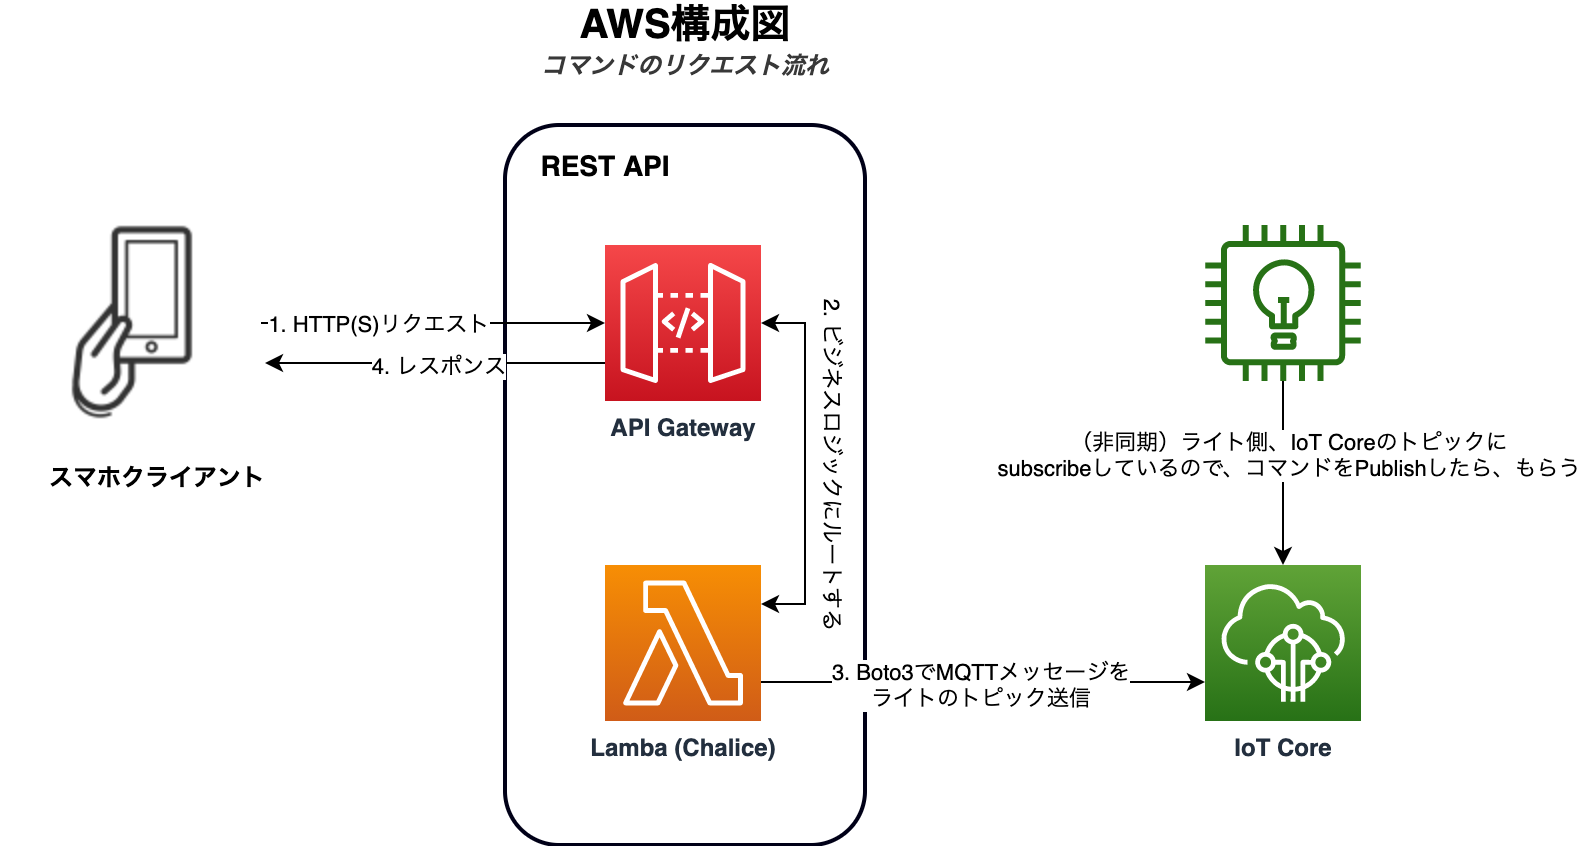 AWS構成図
コマンドのリクエスト流れ
REST API
1. HTTP(S)リクエスト
4. レスポンス
API Gateway
スマホクライアント
2. ビジネスロジックにルートする
（非同期）ライト側、IoT Coreのトピックに
subscribeしているので、コマンドをPublishしたら、もらう
3. Boto3でMQTTメッセージを
ライトのトピック送信
Lamba (Chalice)
IoT Core